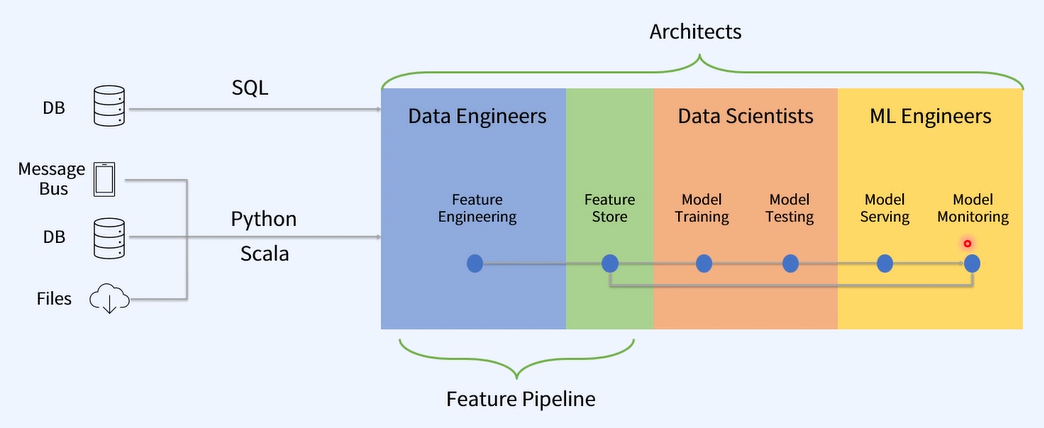 Architects
DB
SQL
Message
Bus
DB
Python
Scala
Files
Data Engineers
Data Scientists
ML Engineers
Feature
Engineering
Feature
Store
Model
Training
Model
Testing
Model
Serving
Model
Monitoring
Feature Pipeline